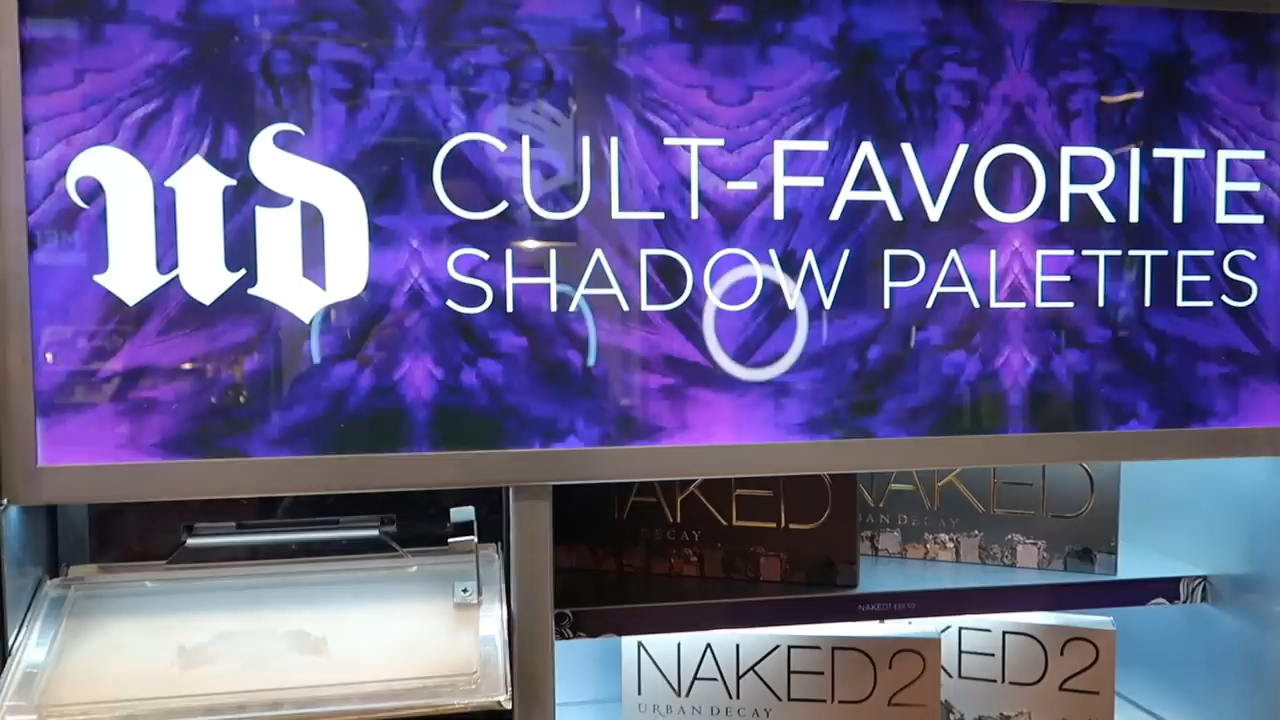 ud CULT-FAVORITE
SHADOW PALETTES
NAKED
DECAY
NAKED
URBAN DECAY
NAKED2
URBAN DECAY
KED2